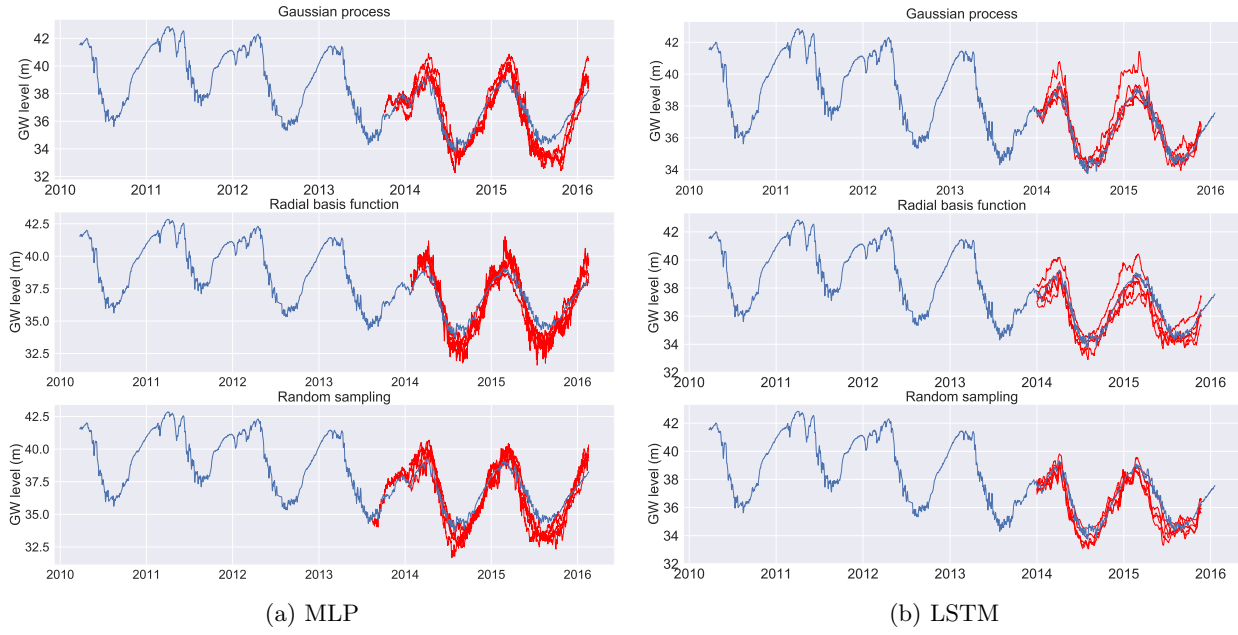 Gaussian process
GW level (m)
42
40
38
36
34
32
2010 2011 2012 2013 2014 2015 2016
Radial basis function
GW level (m)
42.5
40.0
37.5
35.0
32.5
2010 2011 2012 2013 2014 2015 2016
Random sampling
GW level (m)
42.5
40.0
37.5
35.0
32.5
2010 2011 2012 2013 2014 2015 2016
(a) MLP
Gaussian process
GW level (m)
42
40
38
36
34
2010 2011 2012 2013 2014 2015 2016
Radial basis function
GW level (m)
42
40
38
36
34
32
2010 2011 2012 2013 2014 2015 2016
Random sampling
GW level (m)
42
40
38
36
34
32
2010 2011 2012 2013 2014 2015 2016
(b) LSTM